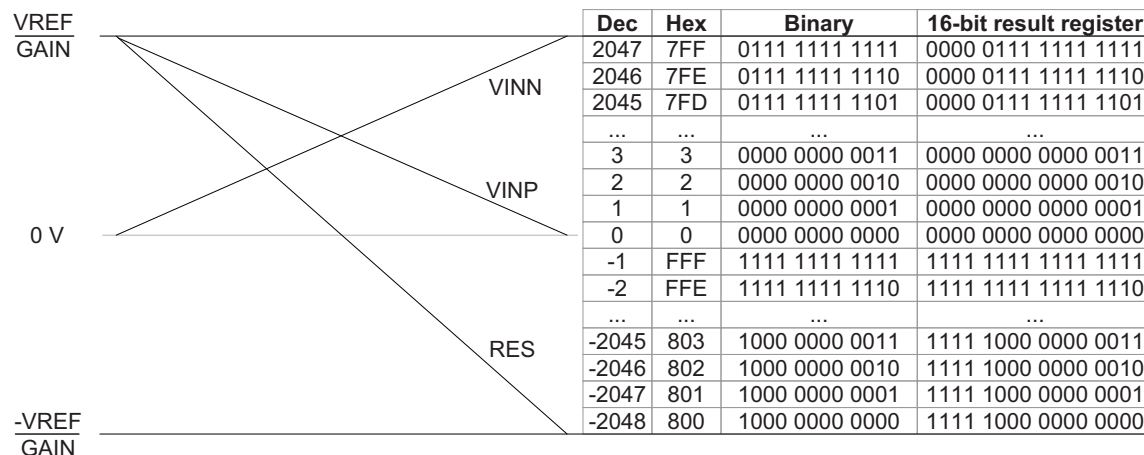 VREF
GAIN
VINN
VINP
0 V
RES
-VREF
GAIN
Dec Hex Binary 16-bit result register
2047 7FF 0111 1111 1111 0000 0111 1111 1111
2046 7FE 0111 1111 1110 0000 0111 1111 1110
2045 7FD 0111 1111 1101 0000 0111 1111 1101
... ... ... ...
3 3 0000 0000 0011 0000 0000 0000 0011
2 2 0000 0000 0010 0000 0000 0000 0010
1 1 0000 0000 0001 0000 0000 0000 0001
0 0 0000 0000 0000 0000 0000 0000 0000
-1 FFF 1111 1111 1111 1111 1111 1111 1111
-2 FFE 1111 1111 1110 1111 1111 1111 1110
... ... ... ...
-2045 803 1000 0000 0011 1111 1000 0000 0011
-2046 802 1000 0000 0010 1111 1000 0000 0010
-2047 801 1000 0000 0001 1111 1000 0000 0001
-2048 800 1000 0000 0000 1111 1000 0000 0000